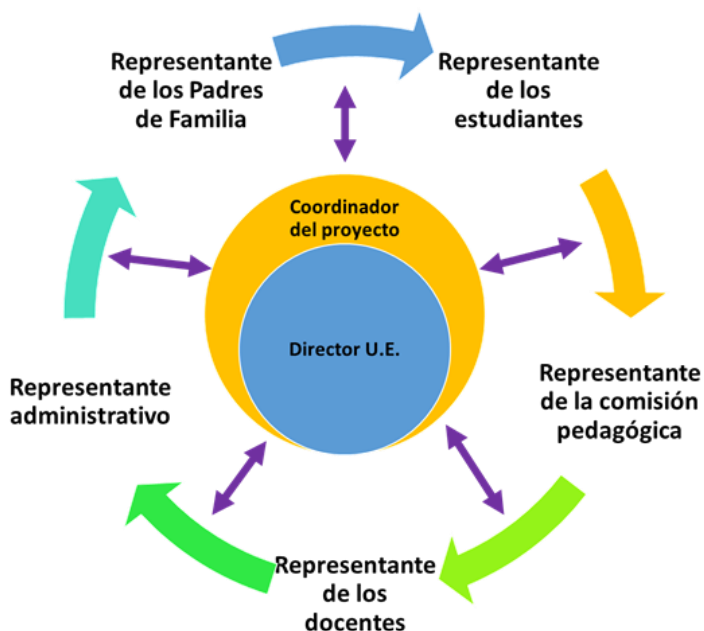 Representante
de los Padres
de Familia
Representante
de los
estudiantes
Coordinador
del proyecto
Director U.E.
Representante
administrativo
Representante
de la comisión
pedagógica
Representante
de los
docentes